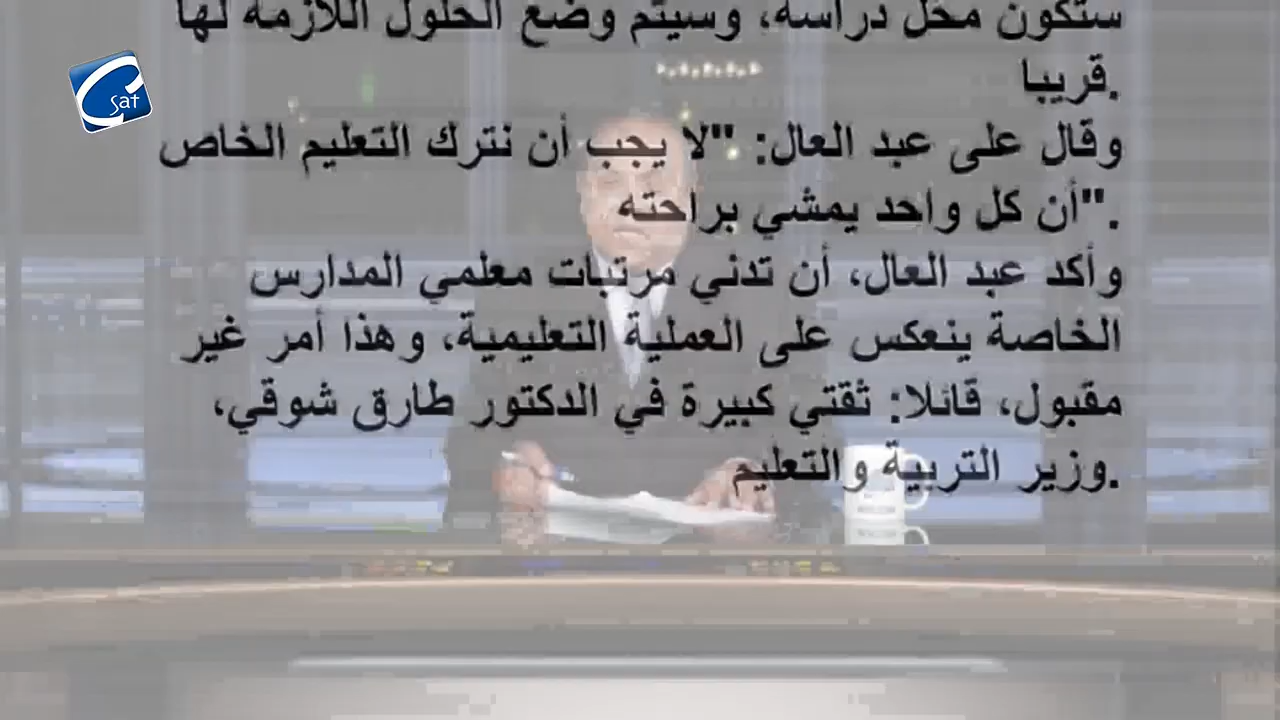 ستكون محل دراسة، وسيتم وضع الحلول اللازمة لها
قريبا.
وقال على عبد العال: "لا يجب أن نترك التعليم الخاص
أن كل واحد يمشي براحته".
وأكد عبد العال، أن تدني مرتبات معلمي المدارس
الخاصة ينعكس على العملية التعليمية، وهذا أمر غير
مقبول، قائلا: ثقتي كبيرة في الدكتور طارق شوقي،
وزير التربية والتعليم.
Sat